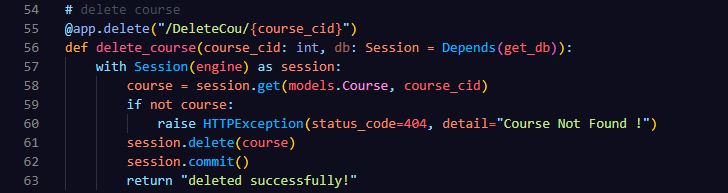 54 # delete course
55 @app.delete("/DeleteCou/{course_cid}")
56 def delete_course(course_cid: int, db: Session = Depends(get_db)):
57     with Session(engine) as session:
58         course = session.get(models.Course, course_cid)
59         if not course:
60             raise HTTPException(status_code=404, detail="Course Not Found !")
61         session.delete(course)
62         session.commit()
63         return "deleted successfully!"